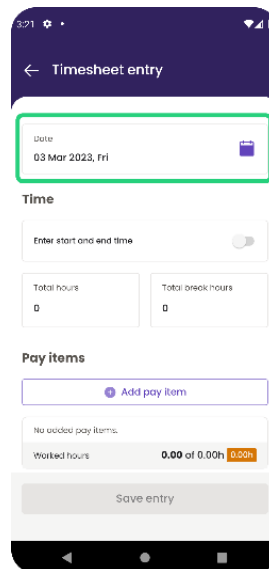 3:21
Timesheet entry
Date
03 Mar 2023, Fri
Time
Enter start and end time
Total hours
0
Total break hours
0
Pay items
Add pay item
No added pay items.
Worked hours 0.00 of 0.00h 0.00h
Save entry